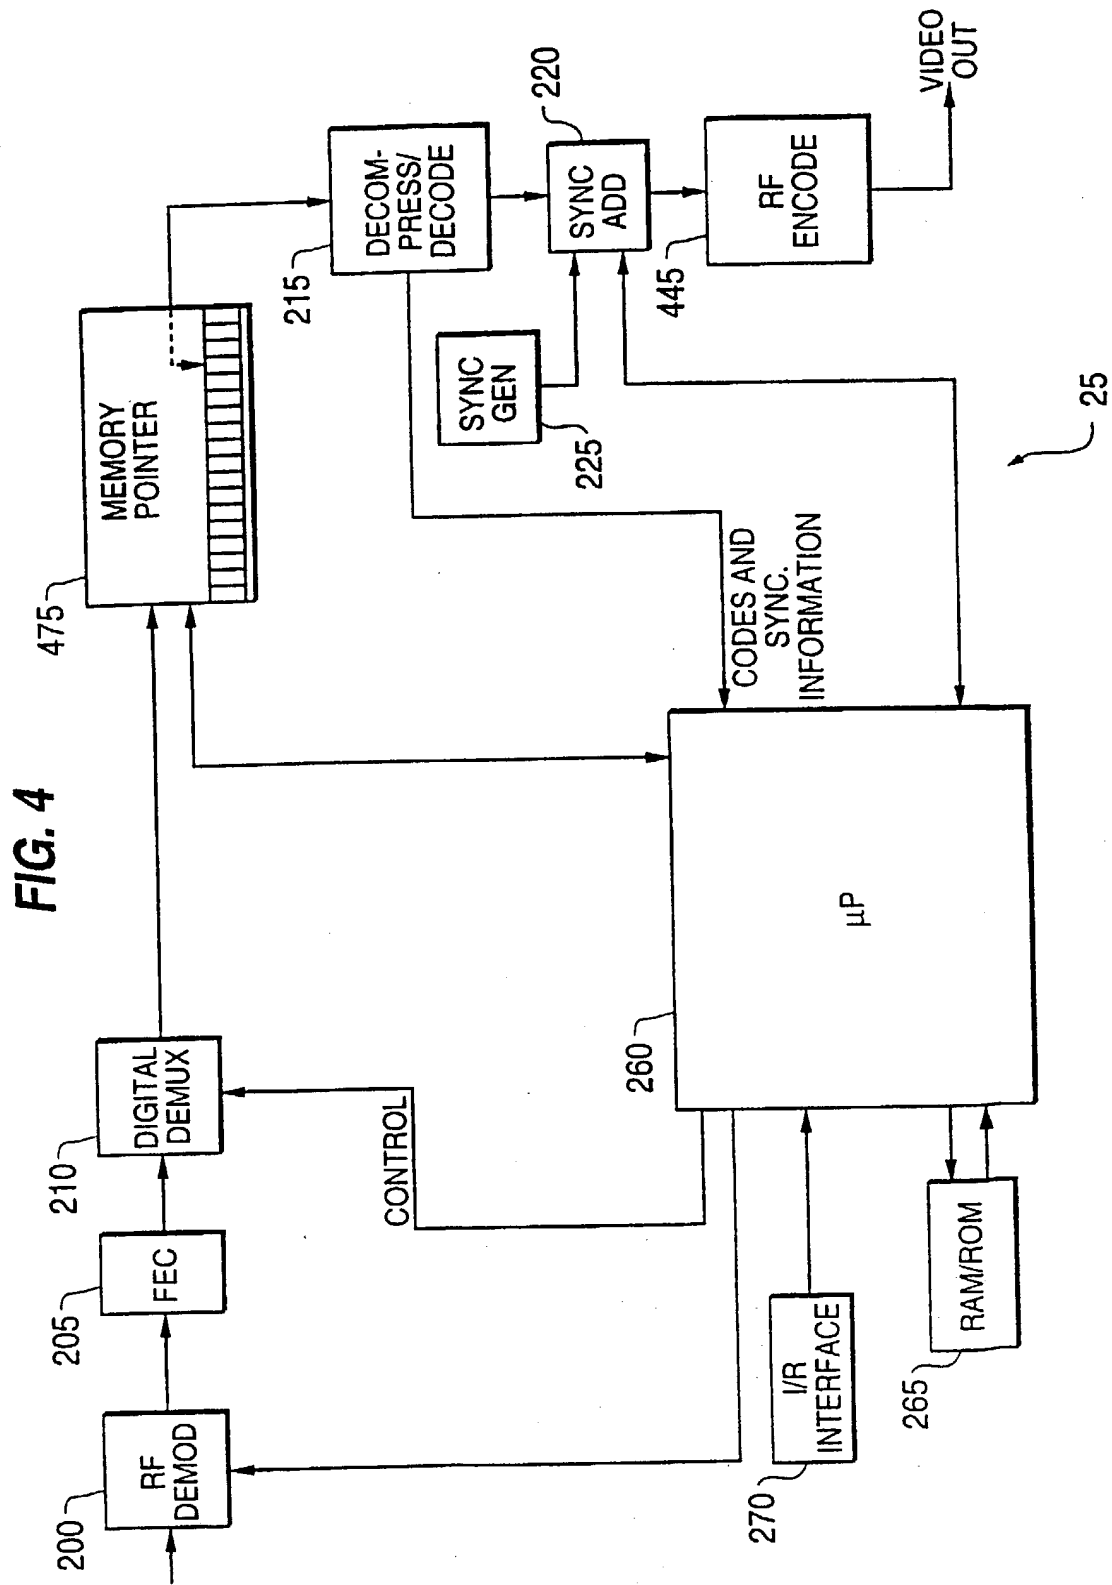 FIG. 4
200
RF
DEMOD
205
FEC
210
DIGITAL
DEMUX
475
MEMORY
POINTER
215
DECOM-
PRESS/
DECODE
SYNC
GEN
225
SYNC
ADD
220
445
RF
ENCODE
VIDEO
OUT
CONTROL
CODES AND
SYNC.
INFORMATION
260
µP
270
I/R
INTERFACE
265
RAM/ROM
25